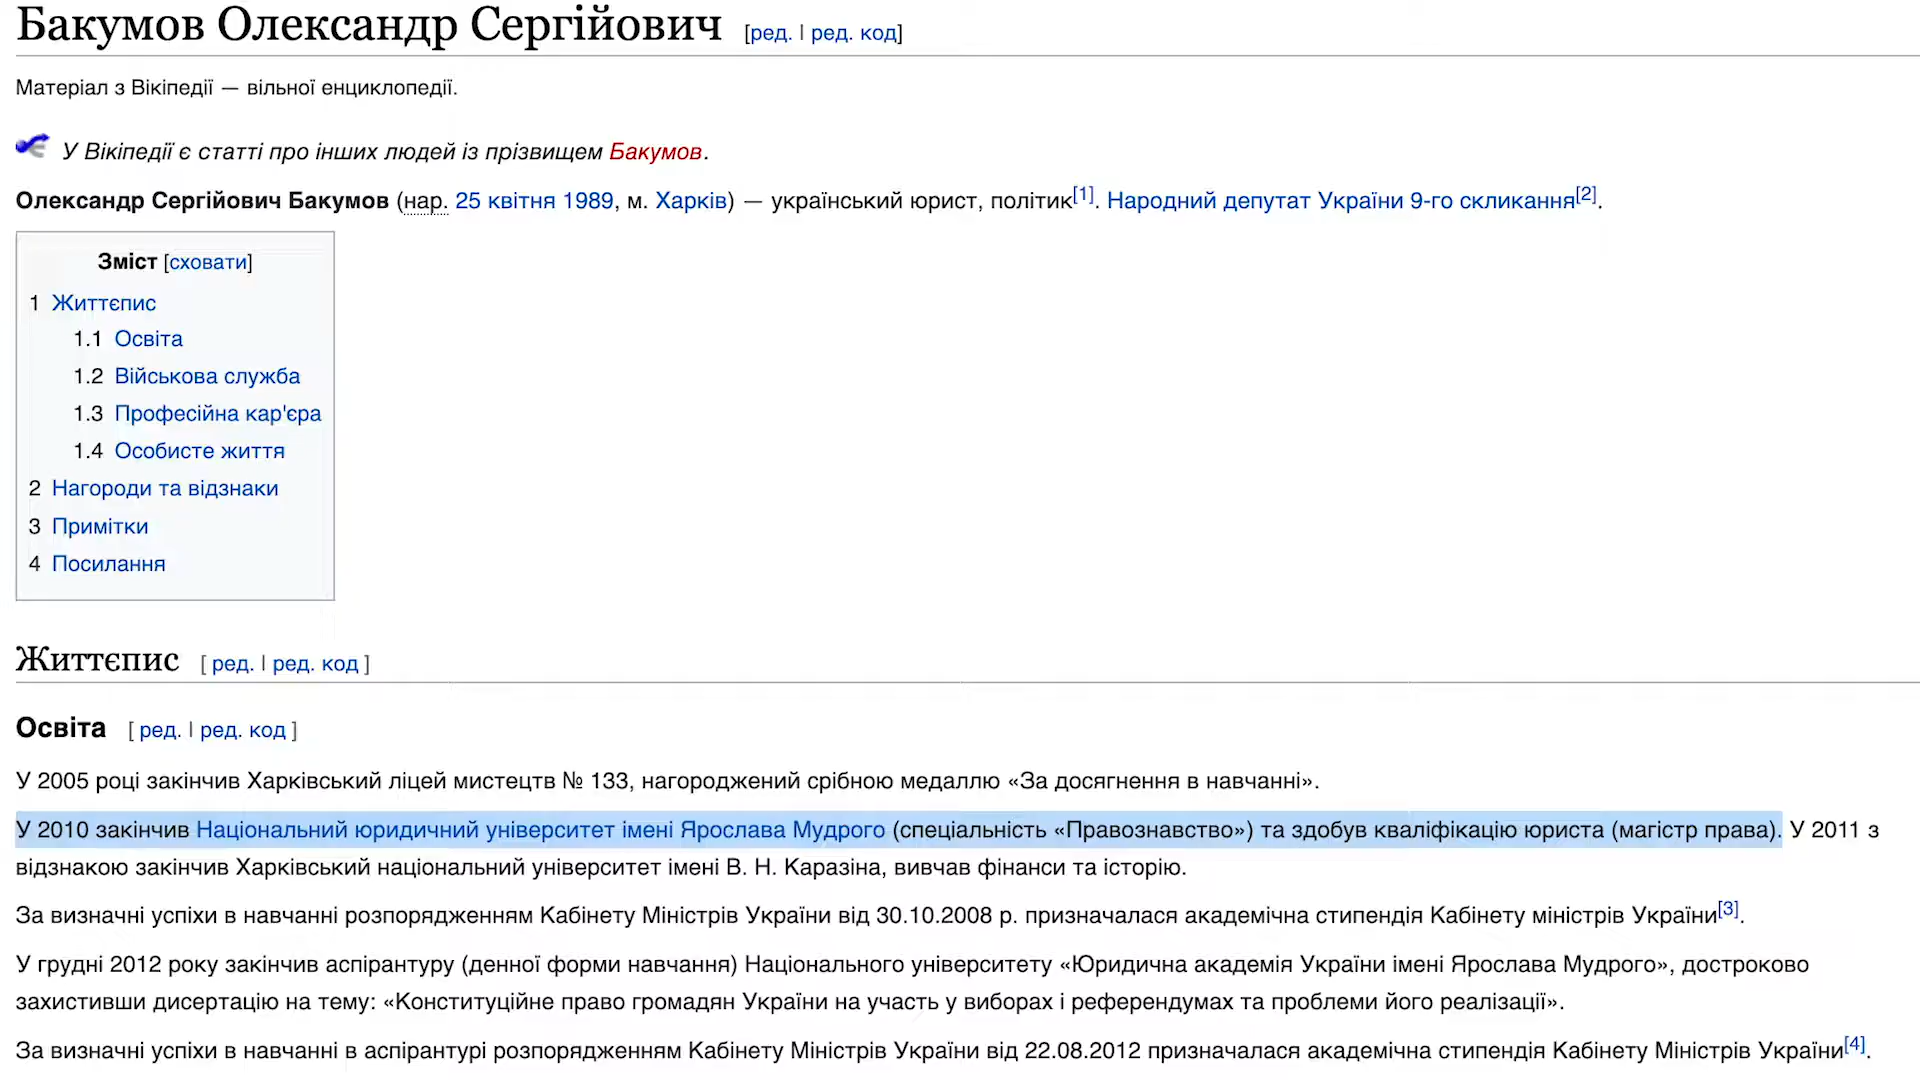 Бакумов Олександр Сергійович [ред. | ред. код]
Матеріал з Вікіпедії — вільної енциклопедії.
У Вікіпедії є статті про інших людей із прізвищем Бакумов.
Олександр Сергійович Бакумов (нар. 25 квітня 1989, м. Харків) — український юрист, політик[1]. Народний депутат України 9-го скликання[2].
Зміст [сховати]
1 Життєпис
1.1 Освіта
1.2 Військова служба
1.3 Професійна кар'єра
1.4 Особисте життя
2 Нагороди та відзнаки
3 Примітки
4 Посилання
Життєпис [ ред. | ред. код ]
Освіта [ ред. | ред. код ]
У 2005 році закінчив Харківський ліцей мистецтв № 133, нагороджений срібною медаллю «За досягнення в навчанні».
У 2010 закінчив Національний юридичний університет імені Ярослава Мудрого (спеціальність «Правознавство») та здобув кваліфікацію юриста (магістр права). У 2011 з
відзнакою закінчив Харківський національний університет імені В. Н. Каразіна, вивчав фінанси та історію.
За визначні успіхи в навчанні розпорядженням Кабінету Міністрів України від 30.10.2008 р. призначалася академічна стипендія Кабінету міністрів України[3].
У грудні 2012 року закінчив аспірантуру (денної форми навчання) Національного університету «Юридична академія України імені Ярослава Мудрого», достроково
захистивши дисертацію на тему: «Конституційне право громадян України на участь у виборах і референдумах та проблеми його реалізації».
За визначні успіхи в навчанні в аспірантурі розпорядженням Кабінету Міністрів України від 22.08.2012 призначалася академічна стипендія Кабінету Міністрів України[4].